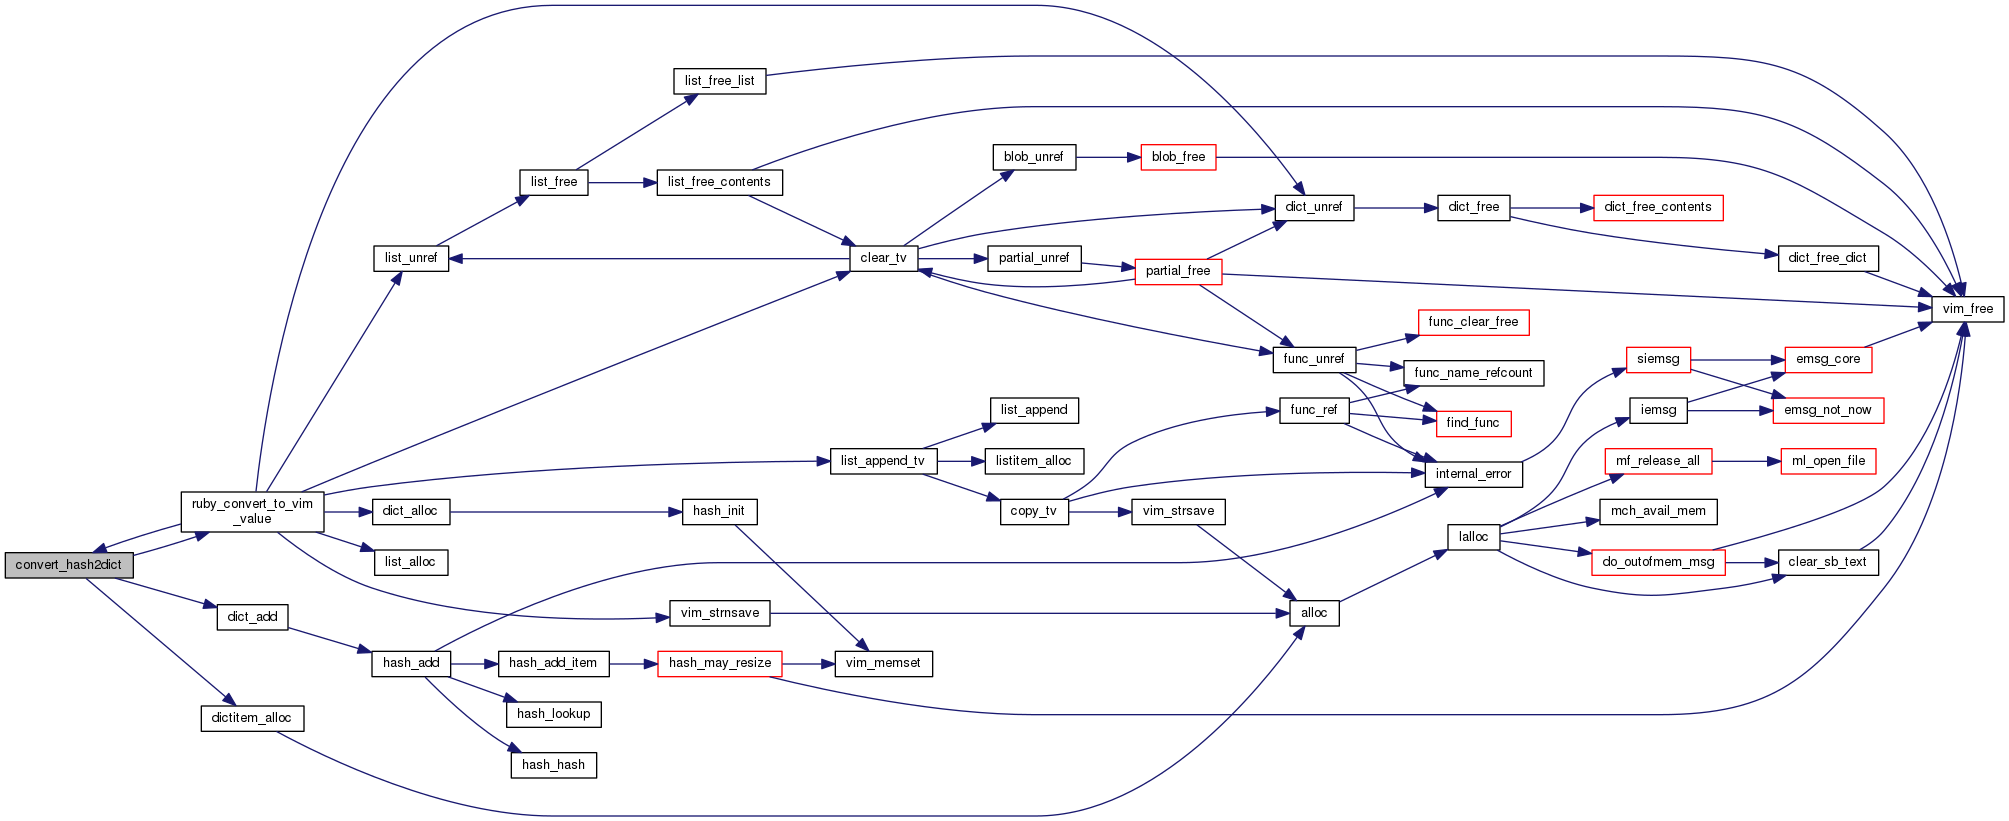 list_free_list
blob_unref
blob_free
list_free
list_free_contents
dict_unref
dict_free
dict_free_contents
list_unref
clear_tv
partial_unref
partial_free
dict_free_dict
vim_free
func_clear_free
func_unref
func_name_refcount
siemsg
emsg_core
list_append
func_ref
find_func
iemsg
emsg_not_now
list_append_tv
listitem_alloc
internal_error
mf_release_all
ml_open_file
ruby_convert_to_vim
_value
dict_alloc
hash_init
copy_tv
vim_strsave
mch_avail_mem
lalloc
convert_hash2dict
list_alloc
do_outofmem_msg
clear_sb_text
dict_add
vim_strnsave
alloc
hash_add
hash_add_item
hash_may_resize
vim_memset
dictitem_alloc
hash_lookup
hash_hash